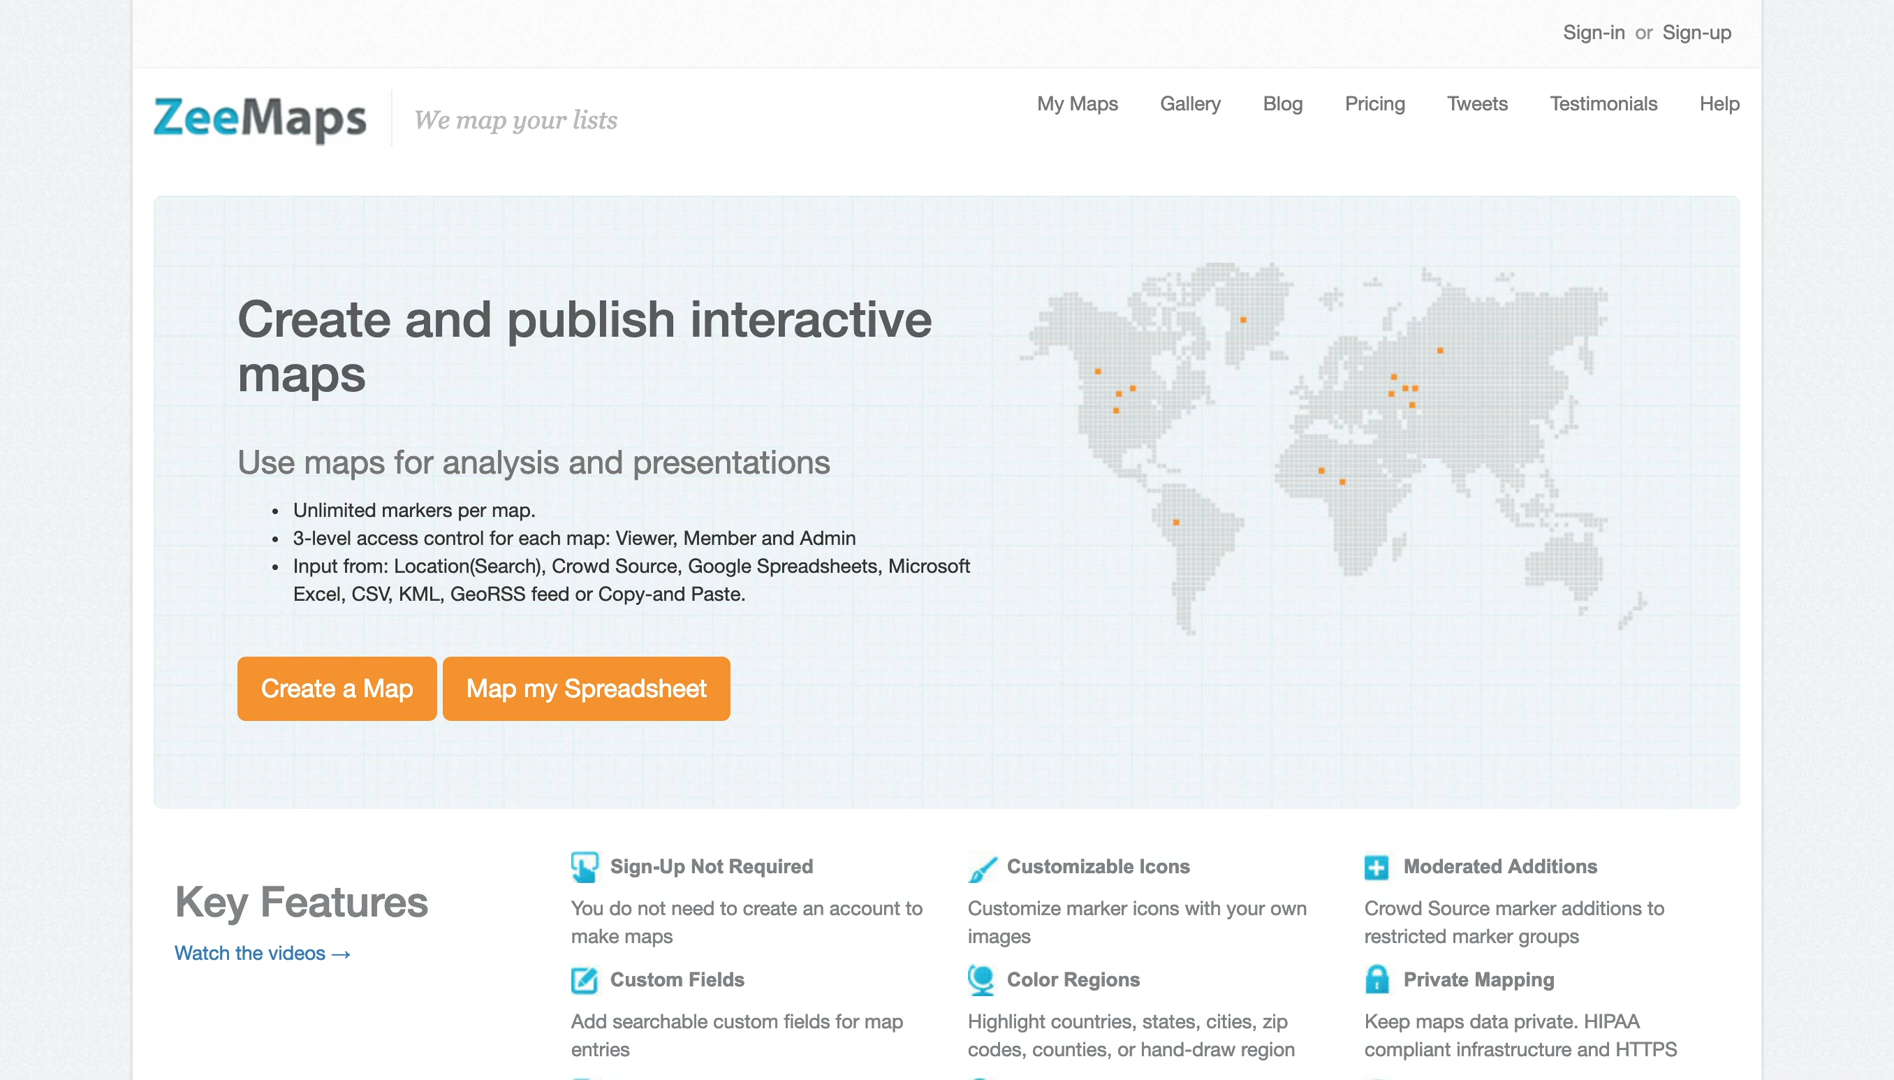 Sign-in or Sign-up
ZeeMaps
We map your lists
My Maps Gallery Blog Pricing Tweets Testimonials Help
Create and publish interactive
maps
Use maps for analysis and presentations
• Unlimited markers per map.
• 3-level access control for each map: Viewer, Member and Admin
• Input from: Location(Search), Crowd Source, Google Spreadsheets, Microsoft
Excel, CSV, KML, GeoRSS feed or Copy-and Paste.
Create a Map
Map my Spreadsheet
Key Features
Watch the videos →
Sign-Up Not Required
You do not need to create an account to
make maps
Customizable Icons
Customize marker icons with your own
images
Moderated Additions
Crowd Source marker additions to
restricted marker groups
Custom Fields
Add searchable custom fields for map
entries
Color Regions
Highlight countries, states, cities, zip
codes, counties, or hand-draw region
Private Mapping
Keep maps data private. HIPAA
compliant infrastructure and HTTPS